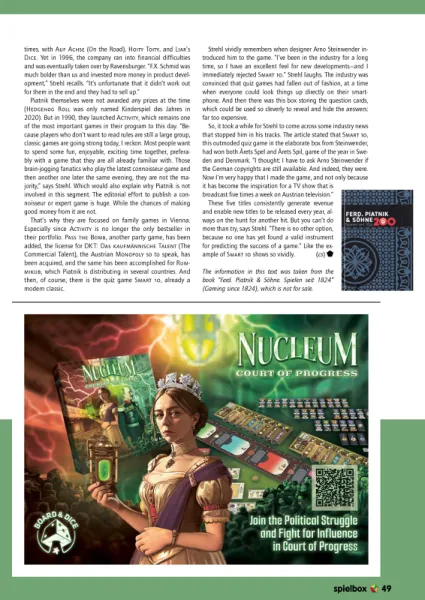 times, with Auf Achse (On the Road), Hoity Toity, and Liar's
Dice. Yet in 1996, the company ran into financial difficulties
and was eventually taken over by Ravensburger. "F.X. Schmid was
much bolder than us and invested more money in product devel-
opment," Strehl recalls. "It's unfortunate that it didn't work out
for them in the end and they had to sell up."
Piatnik themselves were not awarded any prizes at the time
(Hedgehog Roll was only named Kinderspiel des Jahres in
2020). But in 1990, they launched Activity, which remains one
of the most important games in their program to this day. "Be-
cause players who don't want to read rules are still a large group,
classic games are going strong today, I reckon. Most people want
to spend some fun, enjoyable, exciting time together, prefera-
bly with a game that they are all already familiar with. Those
brain-jogging fanatics who play the latest connoisseur game and
then another one later the same evening, they are not the ma-
jority," says Strehl. Which would also explain why Piatnik is not
involved in this segment. The editorial effort to publish a con-
noisseur or expert game is huge. While the chances of making
good money from it are not.
That's why they are focused on family games in Vienna.
Especially since Activity is no longer the only bestseller in
their portfolio. Pass the Bomb, another party game, has been
added, the license for DKT: Das kaufmännische Talent (The
Commercial Talent), the Austrian Monopoly so to speak, has
been acquired, and the same has been accomplished for Rum-
mikub, which Piatnik is distributing in several countries. And
then, of course, there is the quiz game Smart 10, already a
modern classic.
Strehl vividly remembers when designer Arno Steinwender in-
troduced him to the game. "I've been in the industry for a long
time, so I have an excellent feel for new developments—and I
immediately rejected Smart 10." Strehl laughs. The industry was
convinced that quiz games had fallen out of fashion, at a time
when everyone could look things up directly on their smart-
phone. And then there was this box storing the question cards,
which could be used so cleverly to reveal and hide the answers:
far too expensive.
So, it took a while for Strehl to come across some industry news
that stopped him in his tracks. The article stated that Smart 10,
this outmoded quiz game in the elaborate box from Steinwender,
had won both Årets Spel and Årets Spil, game of the year in Swe-
den and Denmark. "I thought: I have to ask Arno Steinwender if
the German copyrights are still available. And indeed, they were.
Now I'm very happy that I made the game, and not only because
it has become the inspiration for a TV show that is
broadcast five times a week on Austrian television."
These five titles consistently generate revenue
and enable new titles to be released every year, al-
ways on the hunt for another hit. But you can't do
more than try, says Strehl. "There is no other option,
because no one has yet found a valid instrument
for predicting the success of a game." Like the ex-
ample of Smart 10 shows so vividly. (cs)
The information in this text was taken from the
book "Ferd. Piatnik & Söhne. Spielen seit 1824"
(Gaming since 1824), which is not for sale.
FERD. PIATNIK
& SÖHNE 200
NUCLEUM
COURT OF PROGRESS
NUCLEUM
BOARD & DICE
Join the Political Struggle
and Fight for Influence
in Court of Progress
spielbox 49